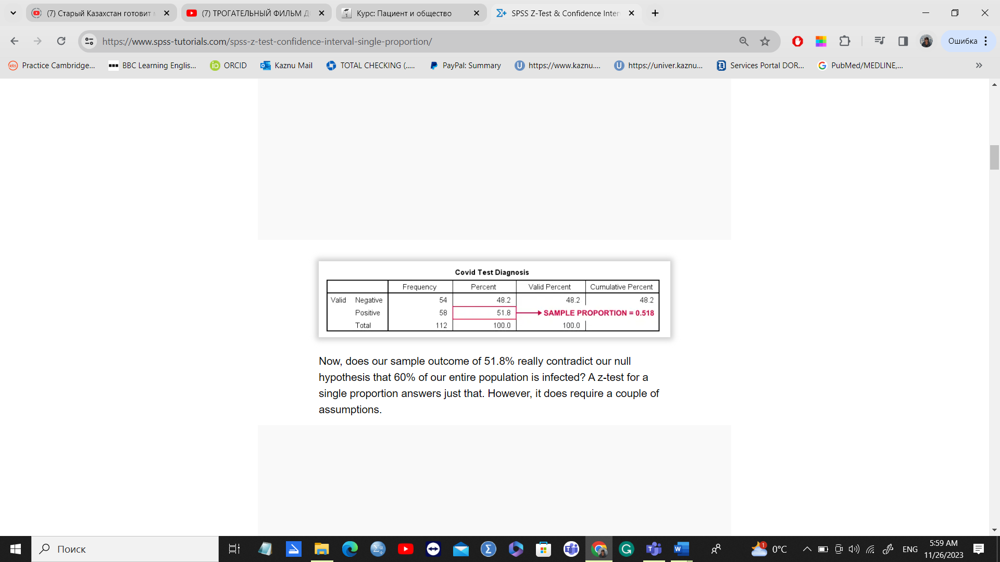 (7) Старый Казахстан готовит
(7) ТРОГАТЕЛЬНЫЙ ФИЛЬМ Д
Курс: Пациент и общество
SPSS Z-Test & Confidence Inter
https://www.spss-tutorials.com/spss-z-test-confidence-interval-single-proportion/
Ошибка
Practice Cambridge...
BBC Learning Englis...
ORCID
Kaznu Mail
TOTAL CHECKING (.....
PayPal: Summary
https://www.kaznu....
https://univer.kaznu...
Services Portal DOR...
PubMed/MEDLINE,...
Covid Test Diagnosis
Frequency Percent Valid Percent Cumulative Percent
Valid Negative 54 48.2 48.2 48.2
Positive 58 51.8 SAMPLE PROPORTION = 0.518
Total 112 100.0 100.0
Now, does our sample outcome of 51.8% really contradict our null
hypothesis that 60% of our entire population is infected? A z-test for a
single proportion answers just that. However, it does require a couple of
assumptions.
Поиск
1
0°C
ENG
5:59 AM
11/26/2023